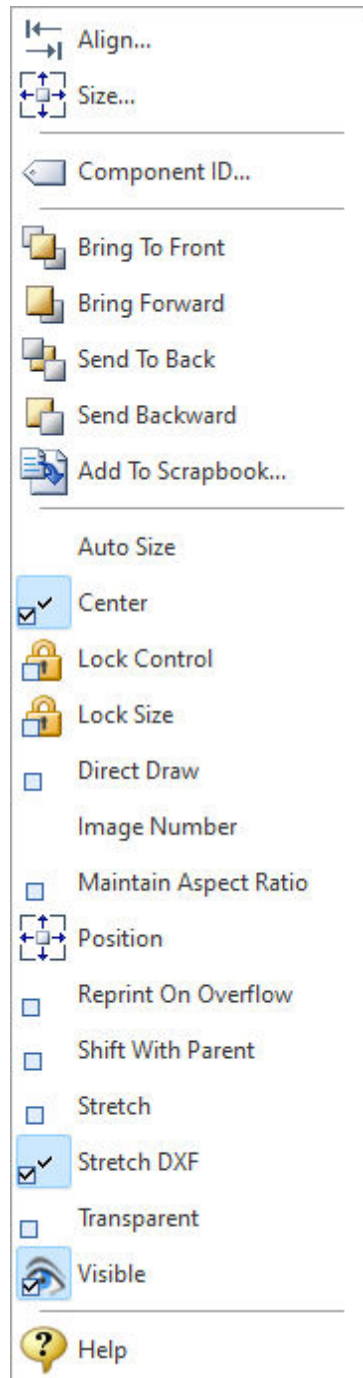 Align...
Size...
Component ID...
Bring To Front
Bring Forward
Send To Back
Send Backward
Add To Scrapbook...
Auto Size
Center
Lock Control
Lock Size
Direct Draw
Image Number
Maintain Aspect Ratio
Position
Reprint On Overflow
Shift With Parent
Stretch
Stretch DXF
Transparent
Visible
Help